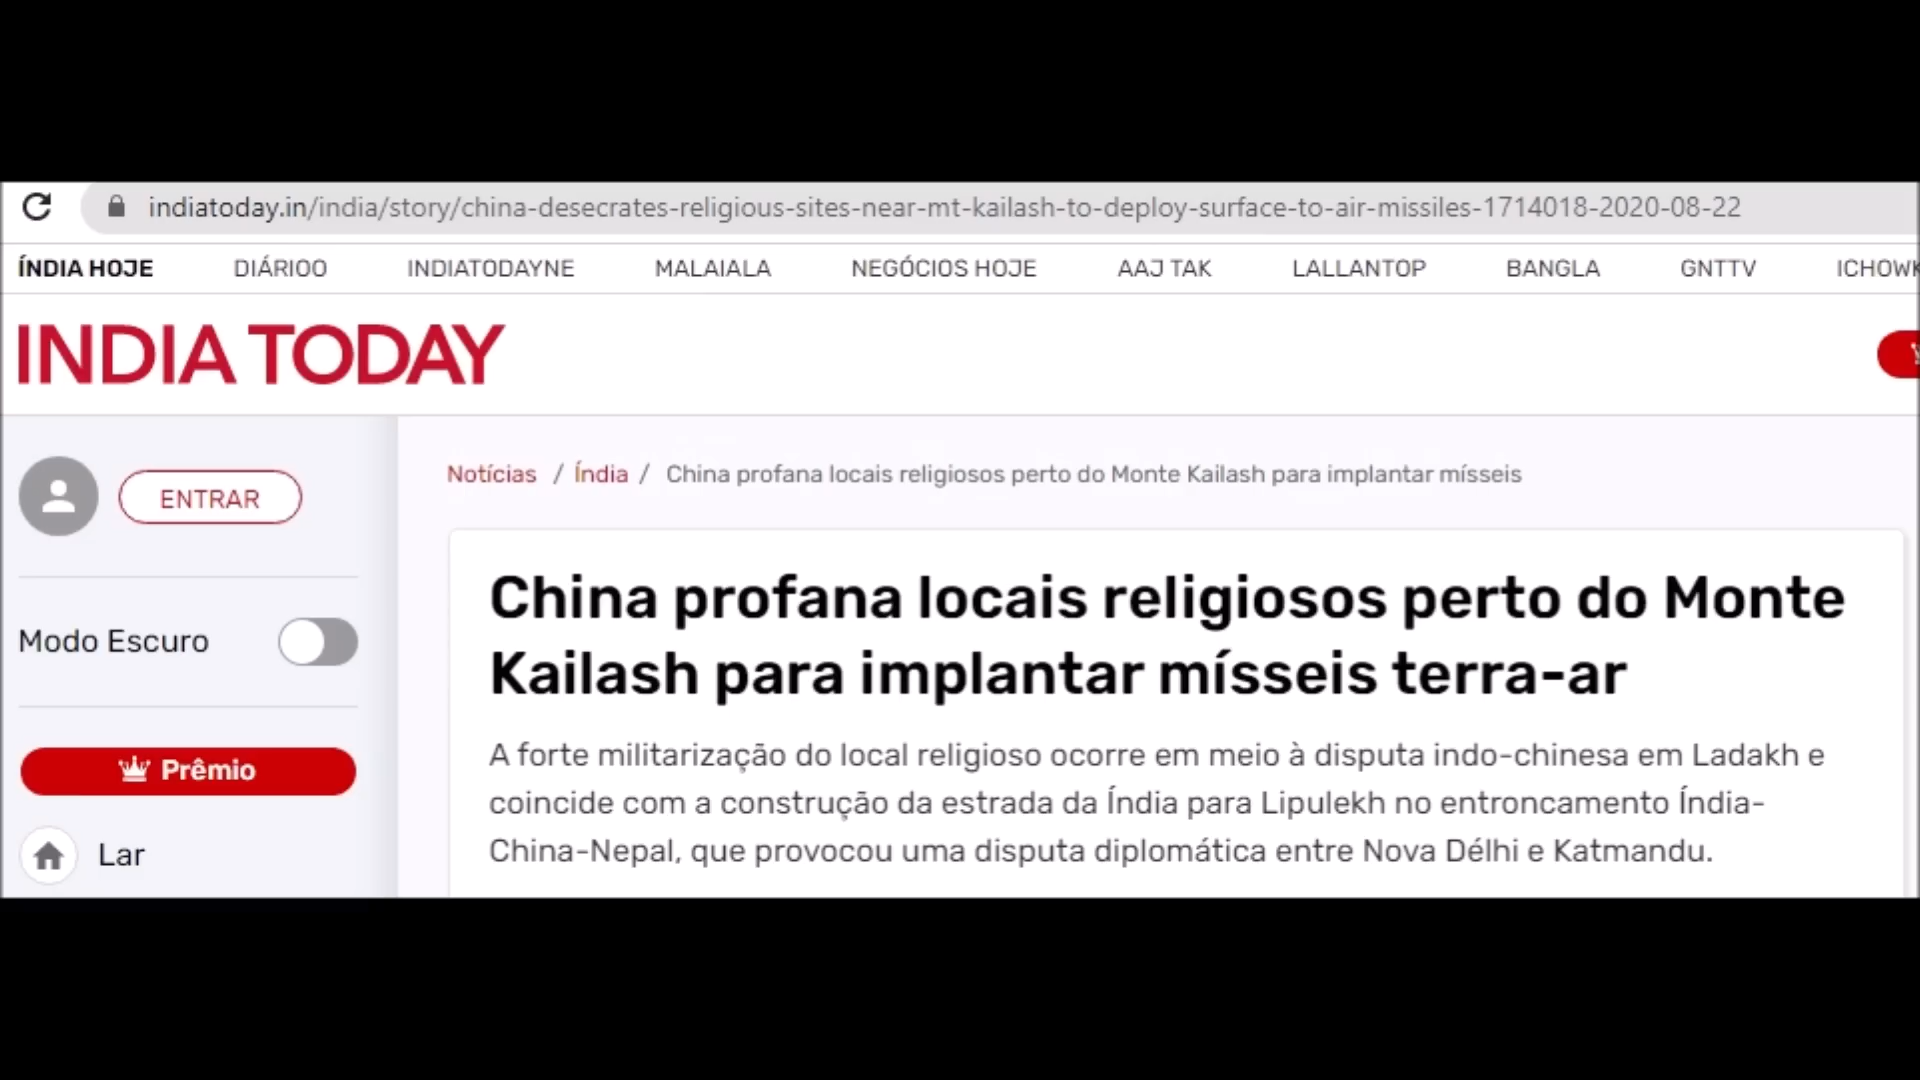 indiatoday.in/india/story/china-desecrates-religious-sites-near-mt-kailash-to-deploy-surface-to-air-missiles-1714018-2020-08-22
ÍNDIA HOJE DIÁRIOO INDIATODAYNE MALAIALA NEGÓCIOS HOJE AAJ TAK LALLANTOP BANGLA GNTTV ICHOWK
INDIA TODAY
ENTRAR
Modo Escuro
Prêmio
Lar
Notícias / Índia / China profana locais religiosos perto do Monte Kailash para implantar mísseis
China profana locais religiosos perto do Monte
Kailash para implantar mísseis terra-ar
A forte militarização do local religioso ocorre em meio à disputa indo-chinesa em Ladakh e
coincide com a construção da estrada da Índia para Lipulekh no entroncamento Índia-
China-Nepal, que provocou uma disputa diplomática entre Nova Délhi e Katmandu.